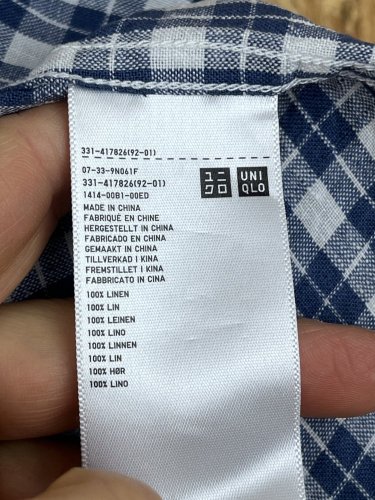 331-417826(92-01)
07-33-9N061F
331-417826(92-01)
1414-00B1-00ED
ユニ
クロ
UNI
QLO
MADE IN CHINA
FABRIQUÉ EN CHINE
HERGESTELLT IN CHINA
FABRICADO EN CHINA
GEMAAKT IN CHINA
TILLVERKAD I KINA
FREMSTILLET I KINA
FABBRICATO IN CINA
100% LINEN
100% LIN
100% LEINEN
100% LINO
100% LINNEN
100% LIN
100% HØR
100% LINO